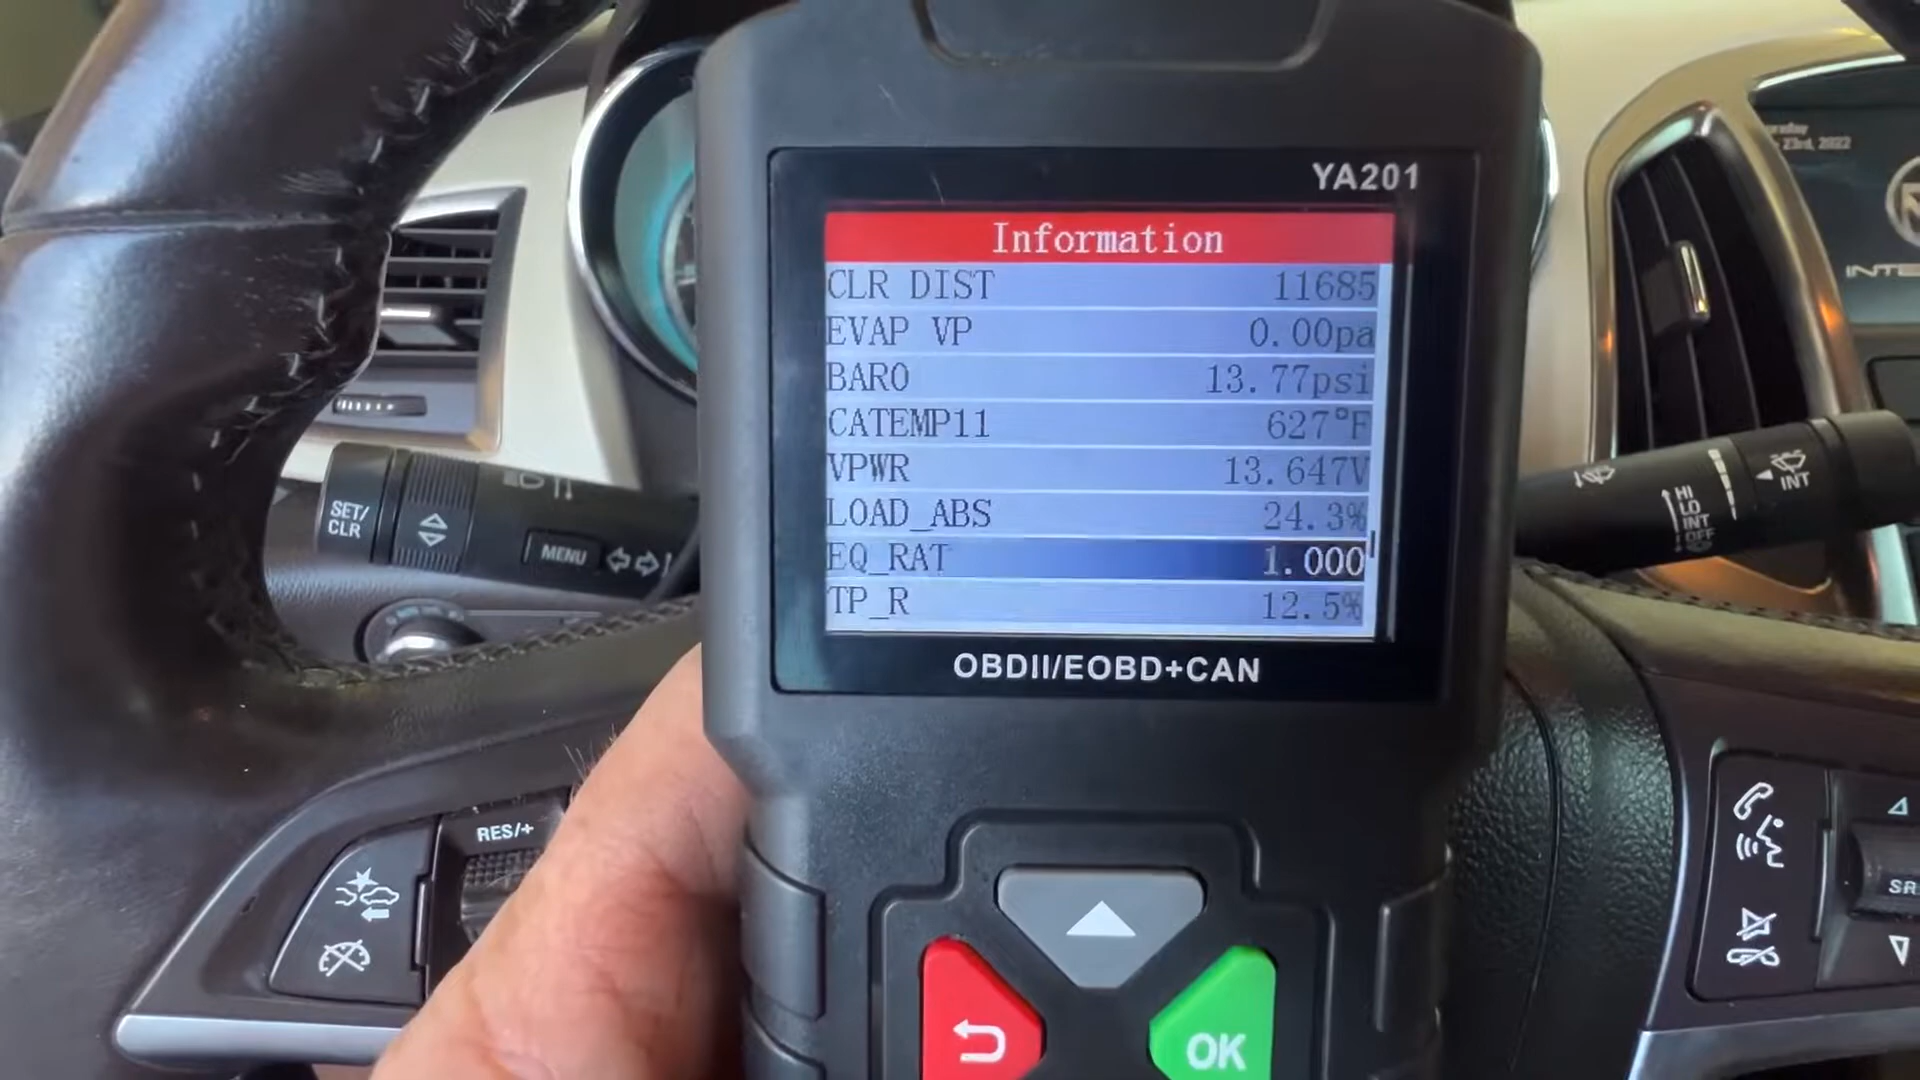 YA201
Information
CLR DIST 11685
EVAP VP 0.00pa
BARO 13.77psi
CATEMP11 627°F
VPWR 13.647V
LOAD_ABS 24.3%
EQ_RAT 1.000
TP_R 12.5%
OBDII/EOBD+CAN
OK
SET/
CLR
MENU
RES/+
23rd, 2022
HI
LO
INT
OFF
INT